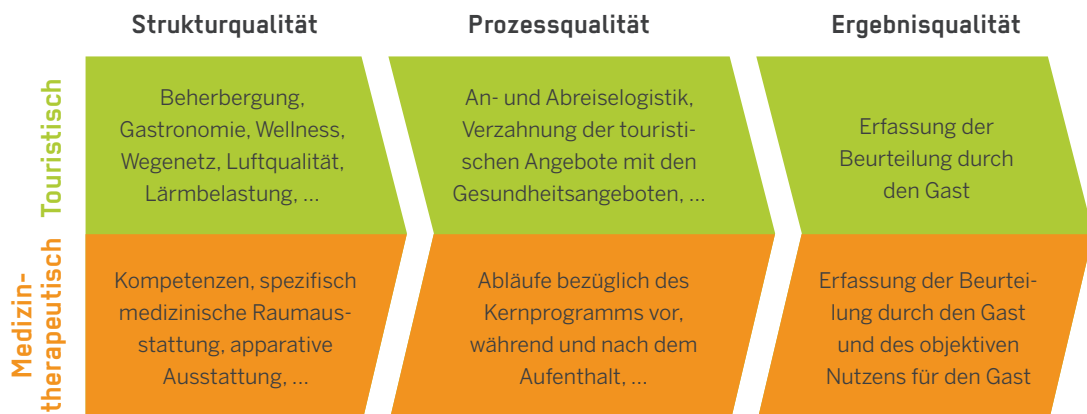 Strukturqualität
Prozessqualität
Ergebnisqualität
Touristisch
Beherbergung,
Gastronomie, Wellness,
Wegenetz, Luftqualität,
Lärmbelastung, ...
An- und Abreiselogistik,
Verzahnung der touristi-
schen Angebote mit den
Gesundheitsangeboten, ...
Erfassung der
Beurteilung durch
den Gast
Medizin-
therapeutisch
Kompetenzen, spezifisch
medizinische Raumaus-
stattung, apparative
Ausstattung, ...
Abläufe bezüglich des
Kernprogramms vor,
während und nach dem
Aufenthalt, ...
Erfassung der Beurtei-
lung durch den Gast
und des objektiven
Nutzens für den Gast